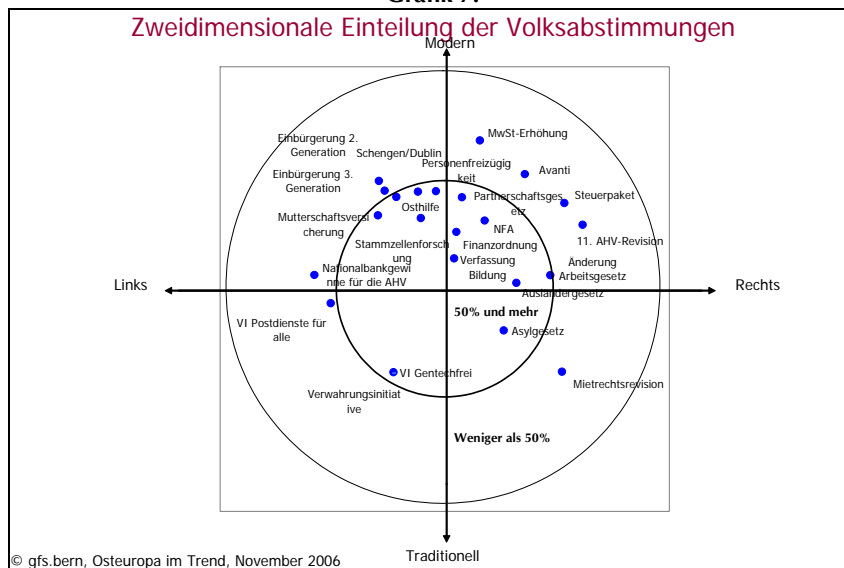 Zweidimensionale Einteilung der Volksabstimmungen
Modern
MwSt-Erhöhung
Einbürgerung 2.
Generation
Schengen/Dublin
Personenfreizügig
keit
Avanti
Einbürgerung 3.
Generation
Partnerschaftsges
etz
Steuerpaket
Osthilfe
Mutterschaftsversi
cherung
NFA
11. AHV-Revision
Stammzellenforsch
ung
Finanzordnung
Verfassung
Bildung
Änderung
Arbeitsgesetz
Nationalbankgewi
nne für die AHV
Links
Rechts
Ausländergesetz
50% und mehr
VI Postdienste für
alle
Asylgesetz
VI Gentechfrei
Mietrechtsrevision
Verwahrungsinitiat
ive
Weniger als 50%
Traditionell
© gfs.bern, Osteuropa im Trend, November 2006